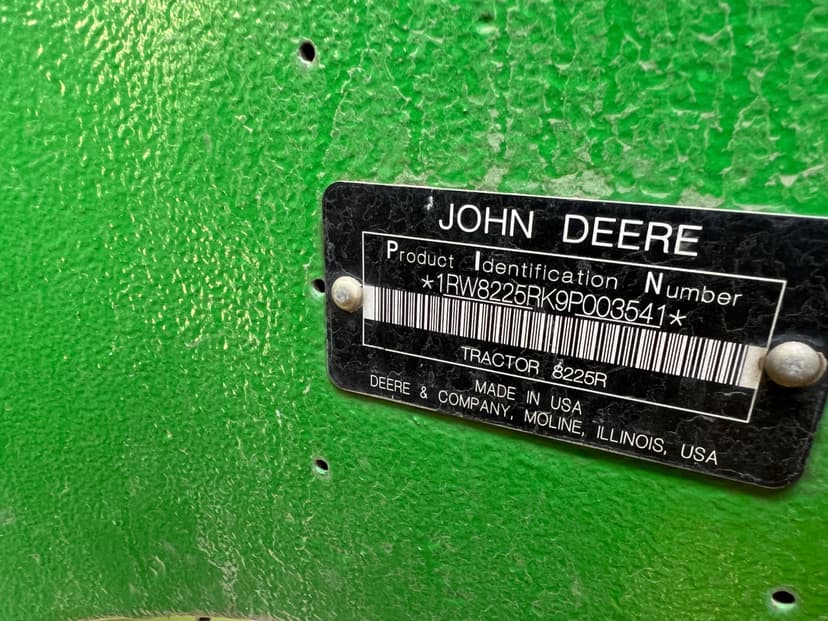 JOHN DEERE
Product Identification Number
*1RW8225RK9P003541*
TRACTOR 8225R
MADE IN USA
DEERE & COMPANY, MOLINE, ILLINOIS, USA